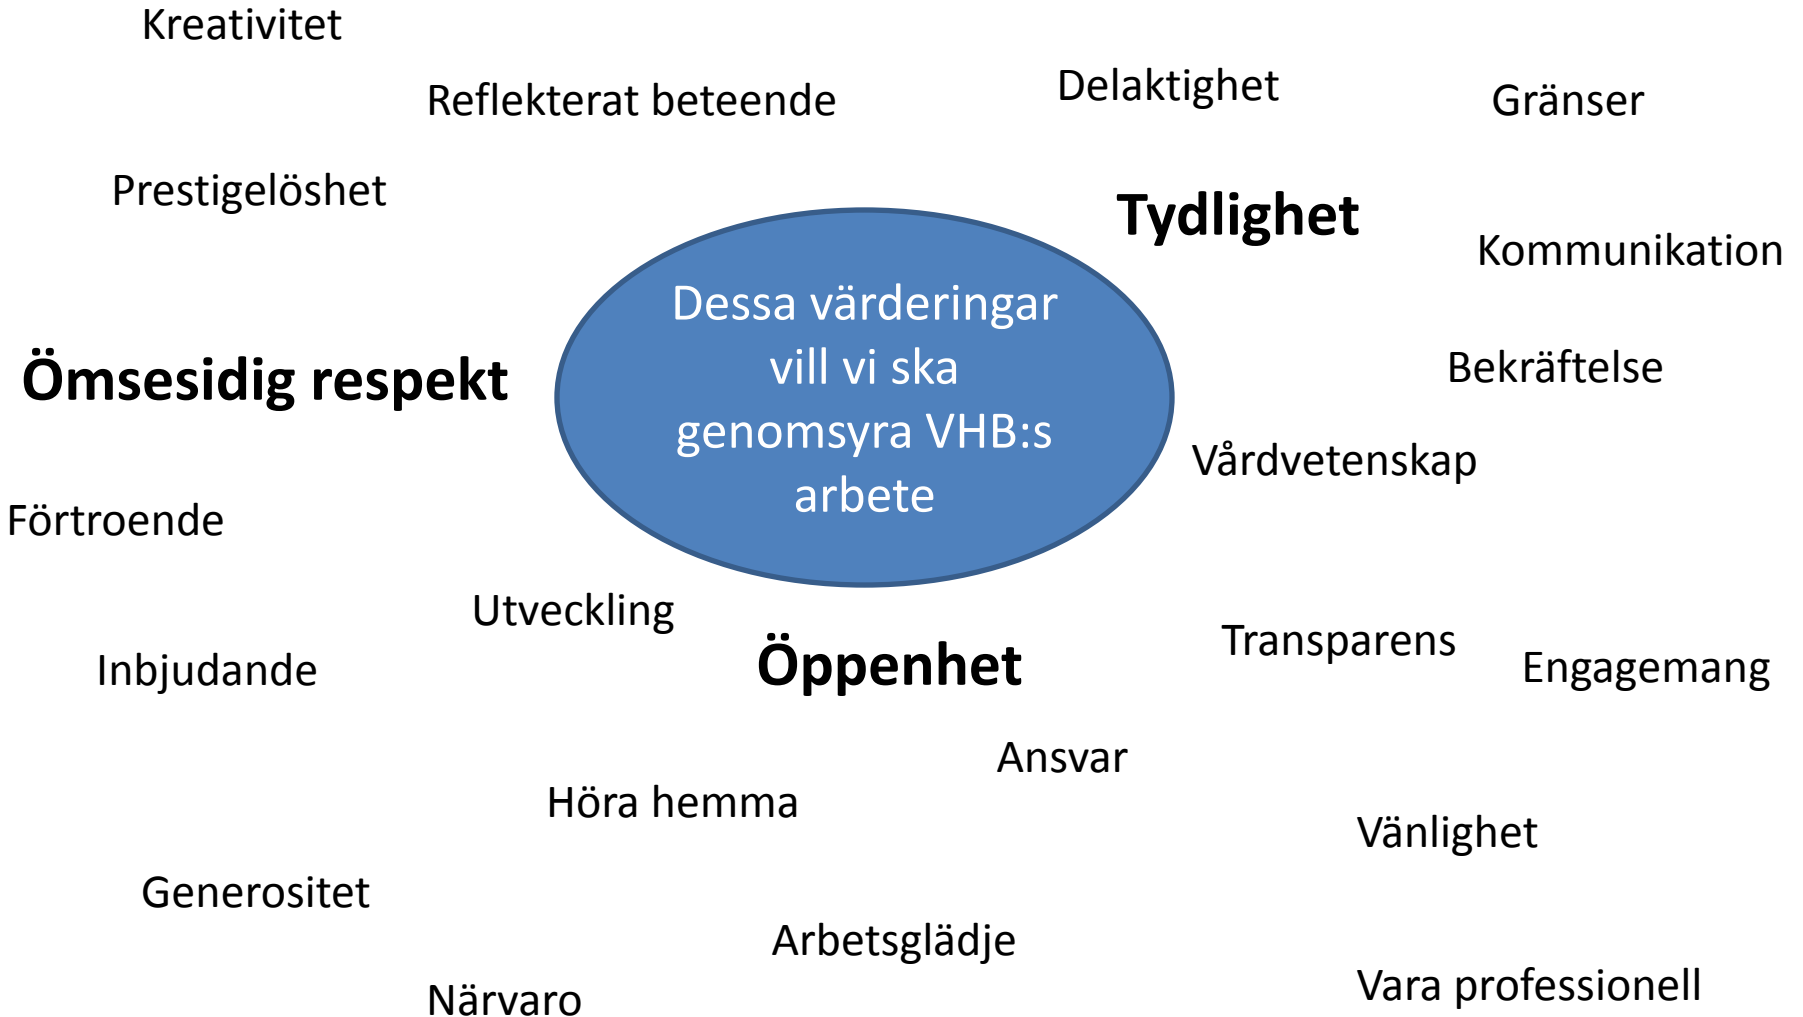 Kreativitet
Reflekterat beteende
Delaktighet
Gränser
Prestigelöshet
Tydlighet
Kommunikation
Dessa värderingar
vill vi ska
genomsyra VHB:s
arbete
Ömsesidig respekt
Bekräftelse
Vårdvetenskap
Förtroende
Utveckling
Inbjudande
Öppenhet
Transparens
Engagemang
Ansvar
Höra hemma
Vänlighet
Generositet
Arbetsglädje
Närvaro
Vara professionell